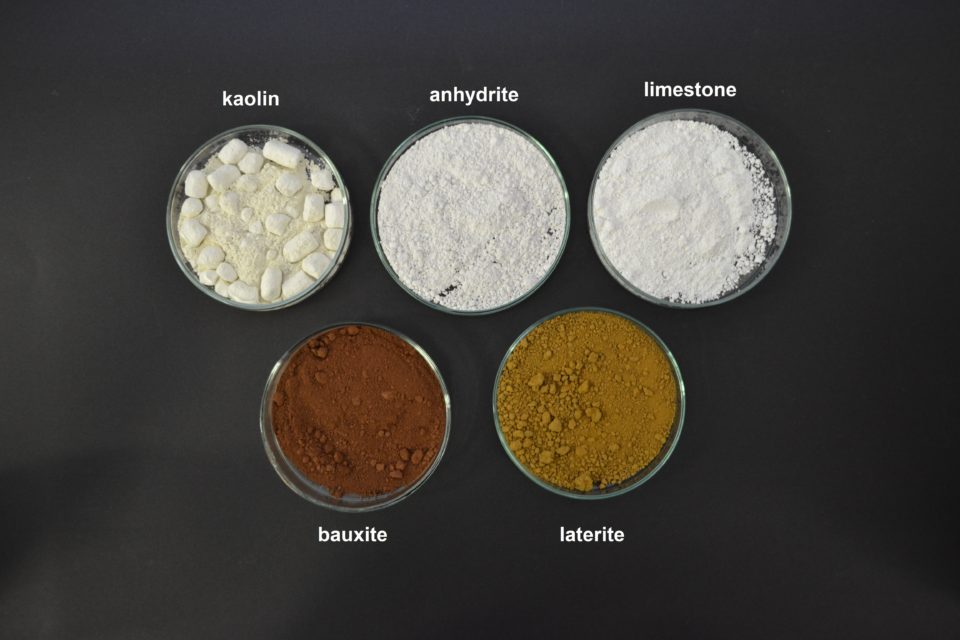 kaolin
anhydrite
limestone
bauxite
laterite